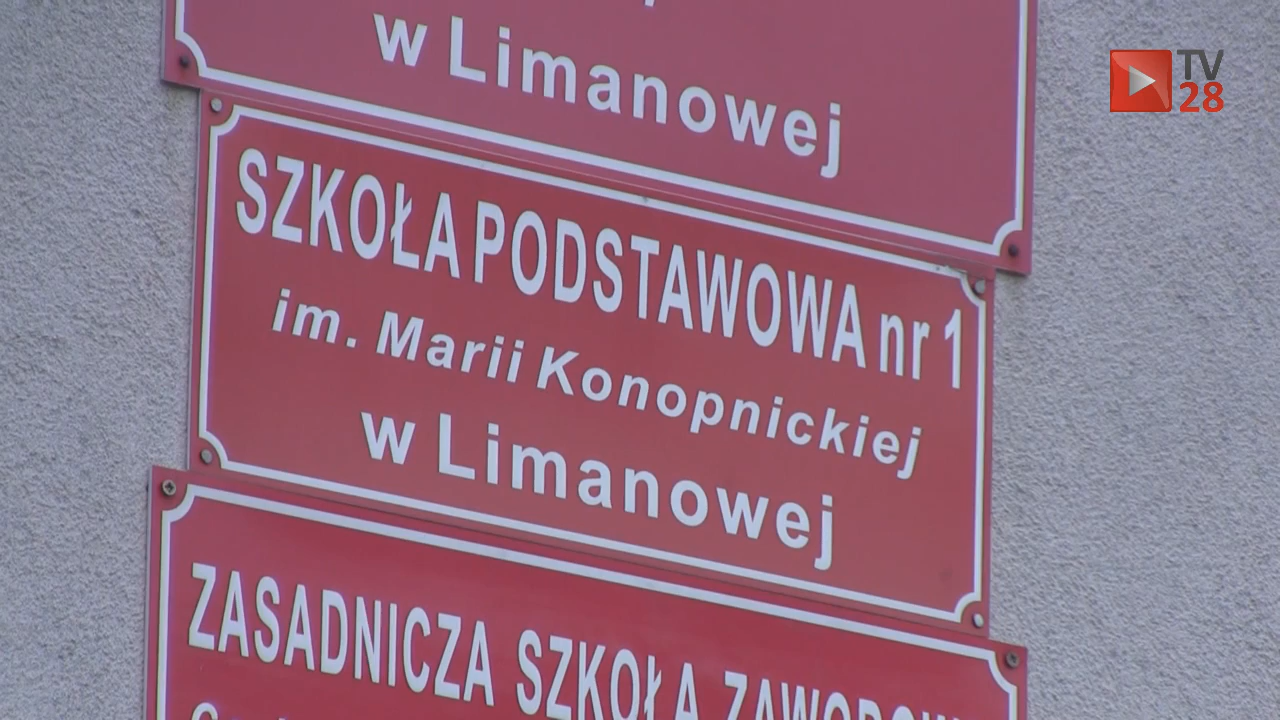 w Limanowej
TV
28
SZKOŁA PODSTAWOWA nr 1
im. Marii Konopnickiej
w Limanowej
ZASADNICZA SZKOŁA